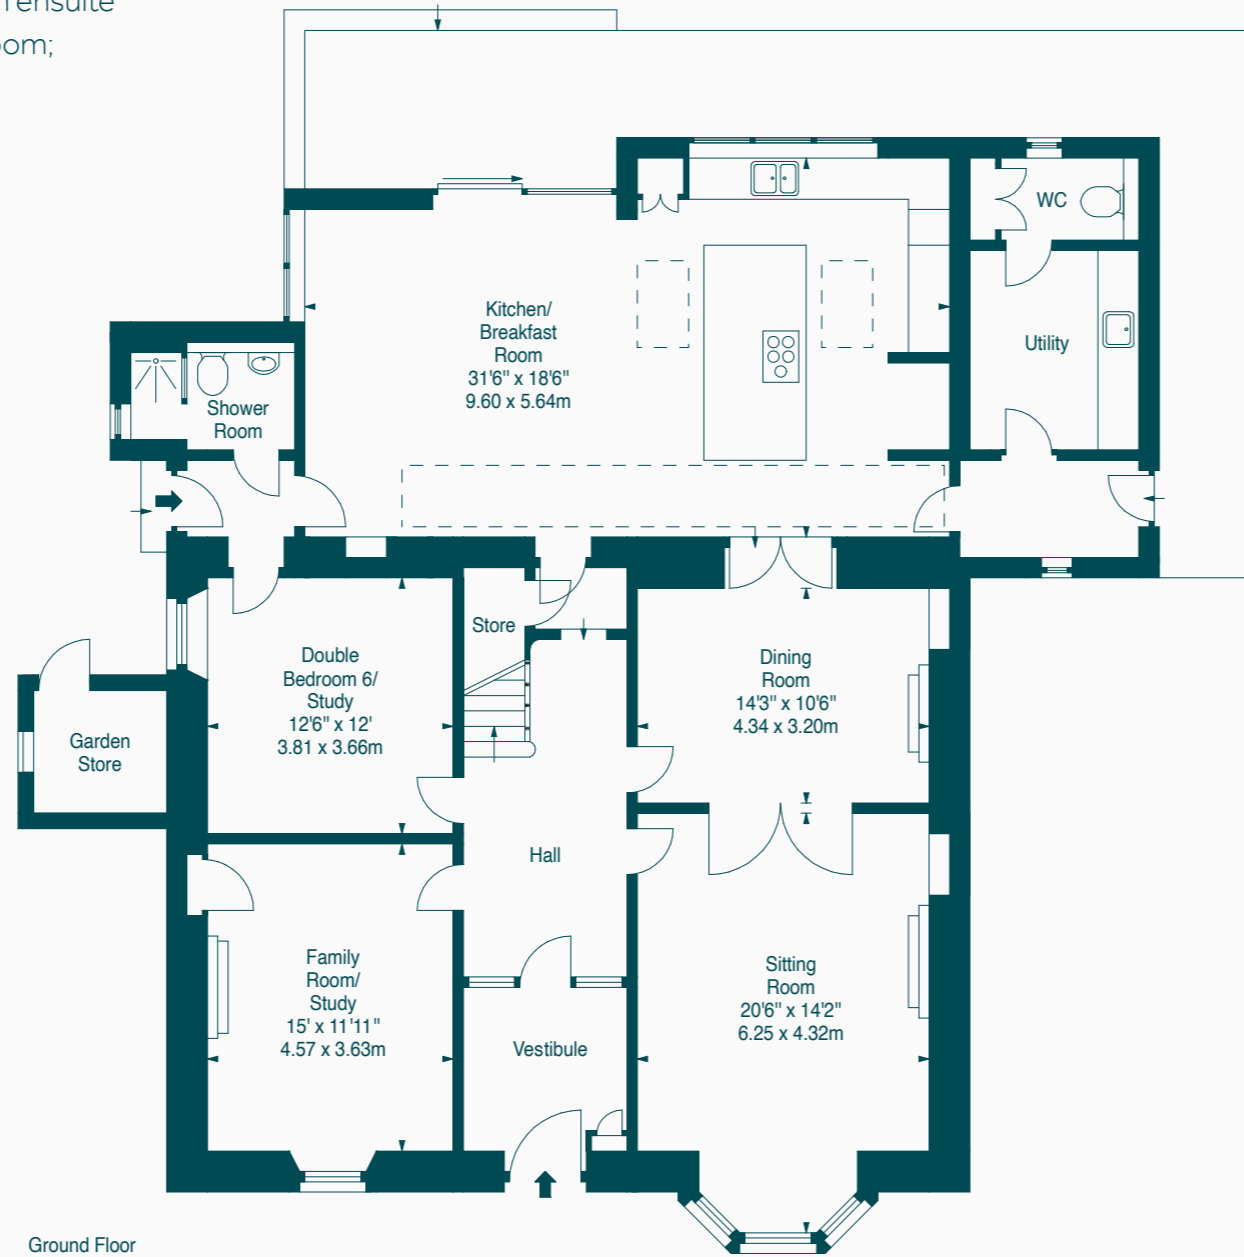 ensuite
oom;
WC
Kitchen/
Breakfast
Room
31'6" x 18'6"
9.60 x 5.64m
Utility
Shower
Room
Store
Double
Bedroom 6/
Study
12'6" x 12'
3.81 x 3.66m
Dining
Room
14'3" x 10'6"
4.34 x 3.20m
Garden
Store
Hall
Family
Room/
Study
15' x 11'11"
4.57 x 3.63m
Sitting
Room
20'6" x 14'2"
6.25 x 4.32m
Vestibule
Ground Floor